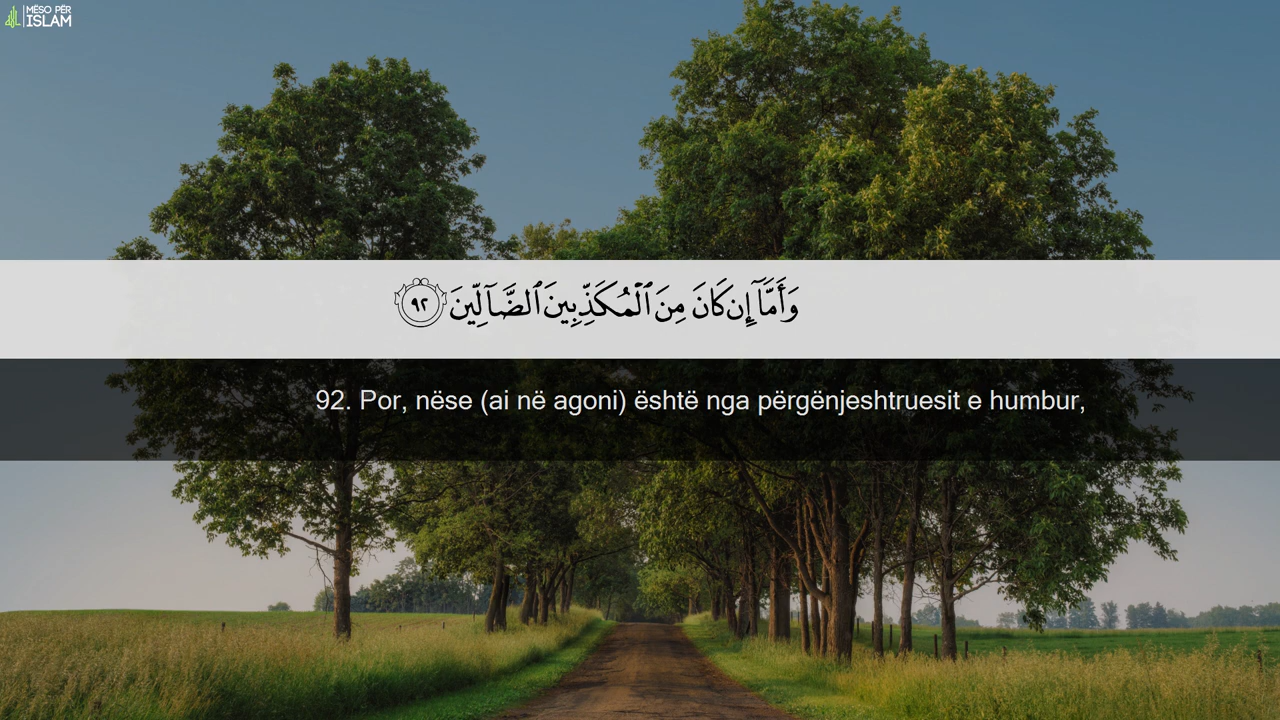 MËSO PËR
ISLAM
وَأَمَّآ إِن كَانَ مِنَ ٱلْمُكَذِّبِينَ ٱلضَّآلِّينَ ٩٢
92. Por, nëse (ai në agoni) është nga përgënjeshtruesit e humbur,